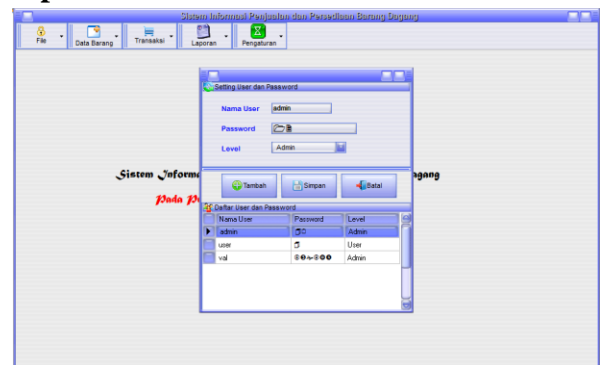 Sistem Informasi Penjualan dan Persediaan Barang Dagang
File Data Barang Transaksi Laporan Pengaturan
Setting User dan Password
Nama User admin
Password
Level Admin
Sistem Informa
agang
Pada P
Tambah Simpan Batal
Daftar User dan Password
Nama User Password Level
admin Admin
user User
val Admin